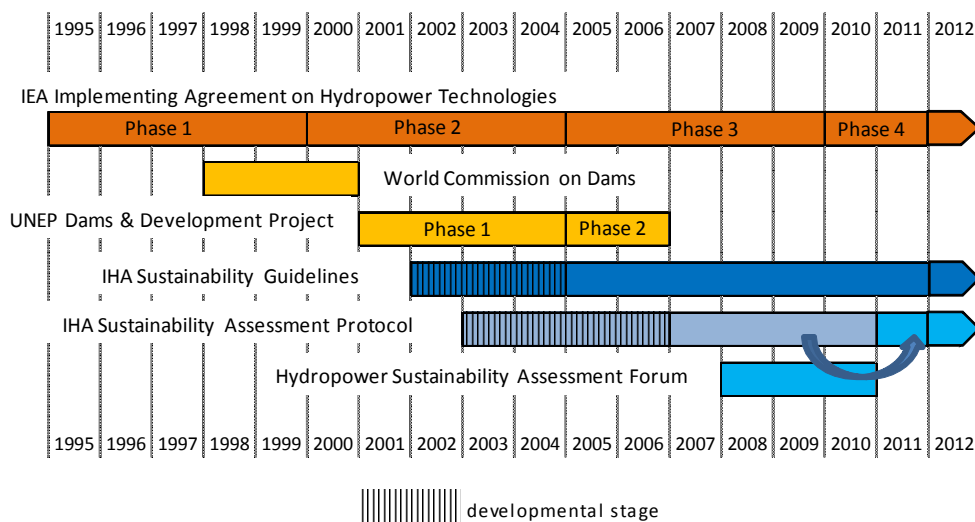 1995 1996 1997 1998 1999 2000 2001 2002 2003 2004 2005 2006 2007 2008 2009 2010 2011 2012
IEA Implementing Agreement on Hydropower Technologies
Phase 1 Phase 2 Phase 3 Phase 4
World Commission on Dams
UNEP Dams & Development Project Phase 1 Phase 2
IHA Sustainability Guidelines
IHA Sustainability Assessment Protocol
Hydropower Sustainability Assessment Forum
1995 1996 1997 1998 1999 2000 2001 2002 2003 2004 2005 2006 2007 2008 2009 2010 2011 2012
developmental stage